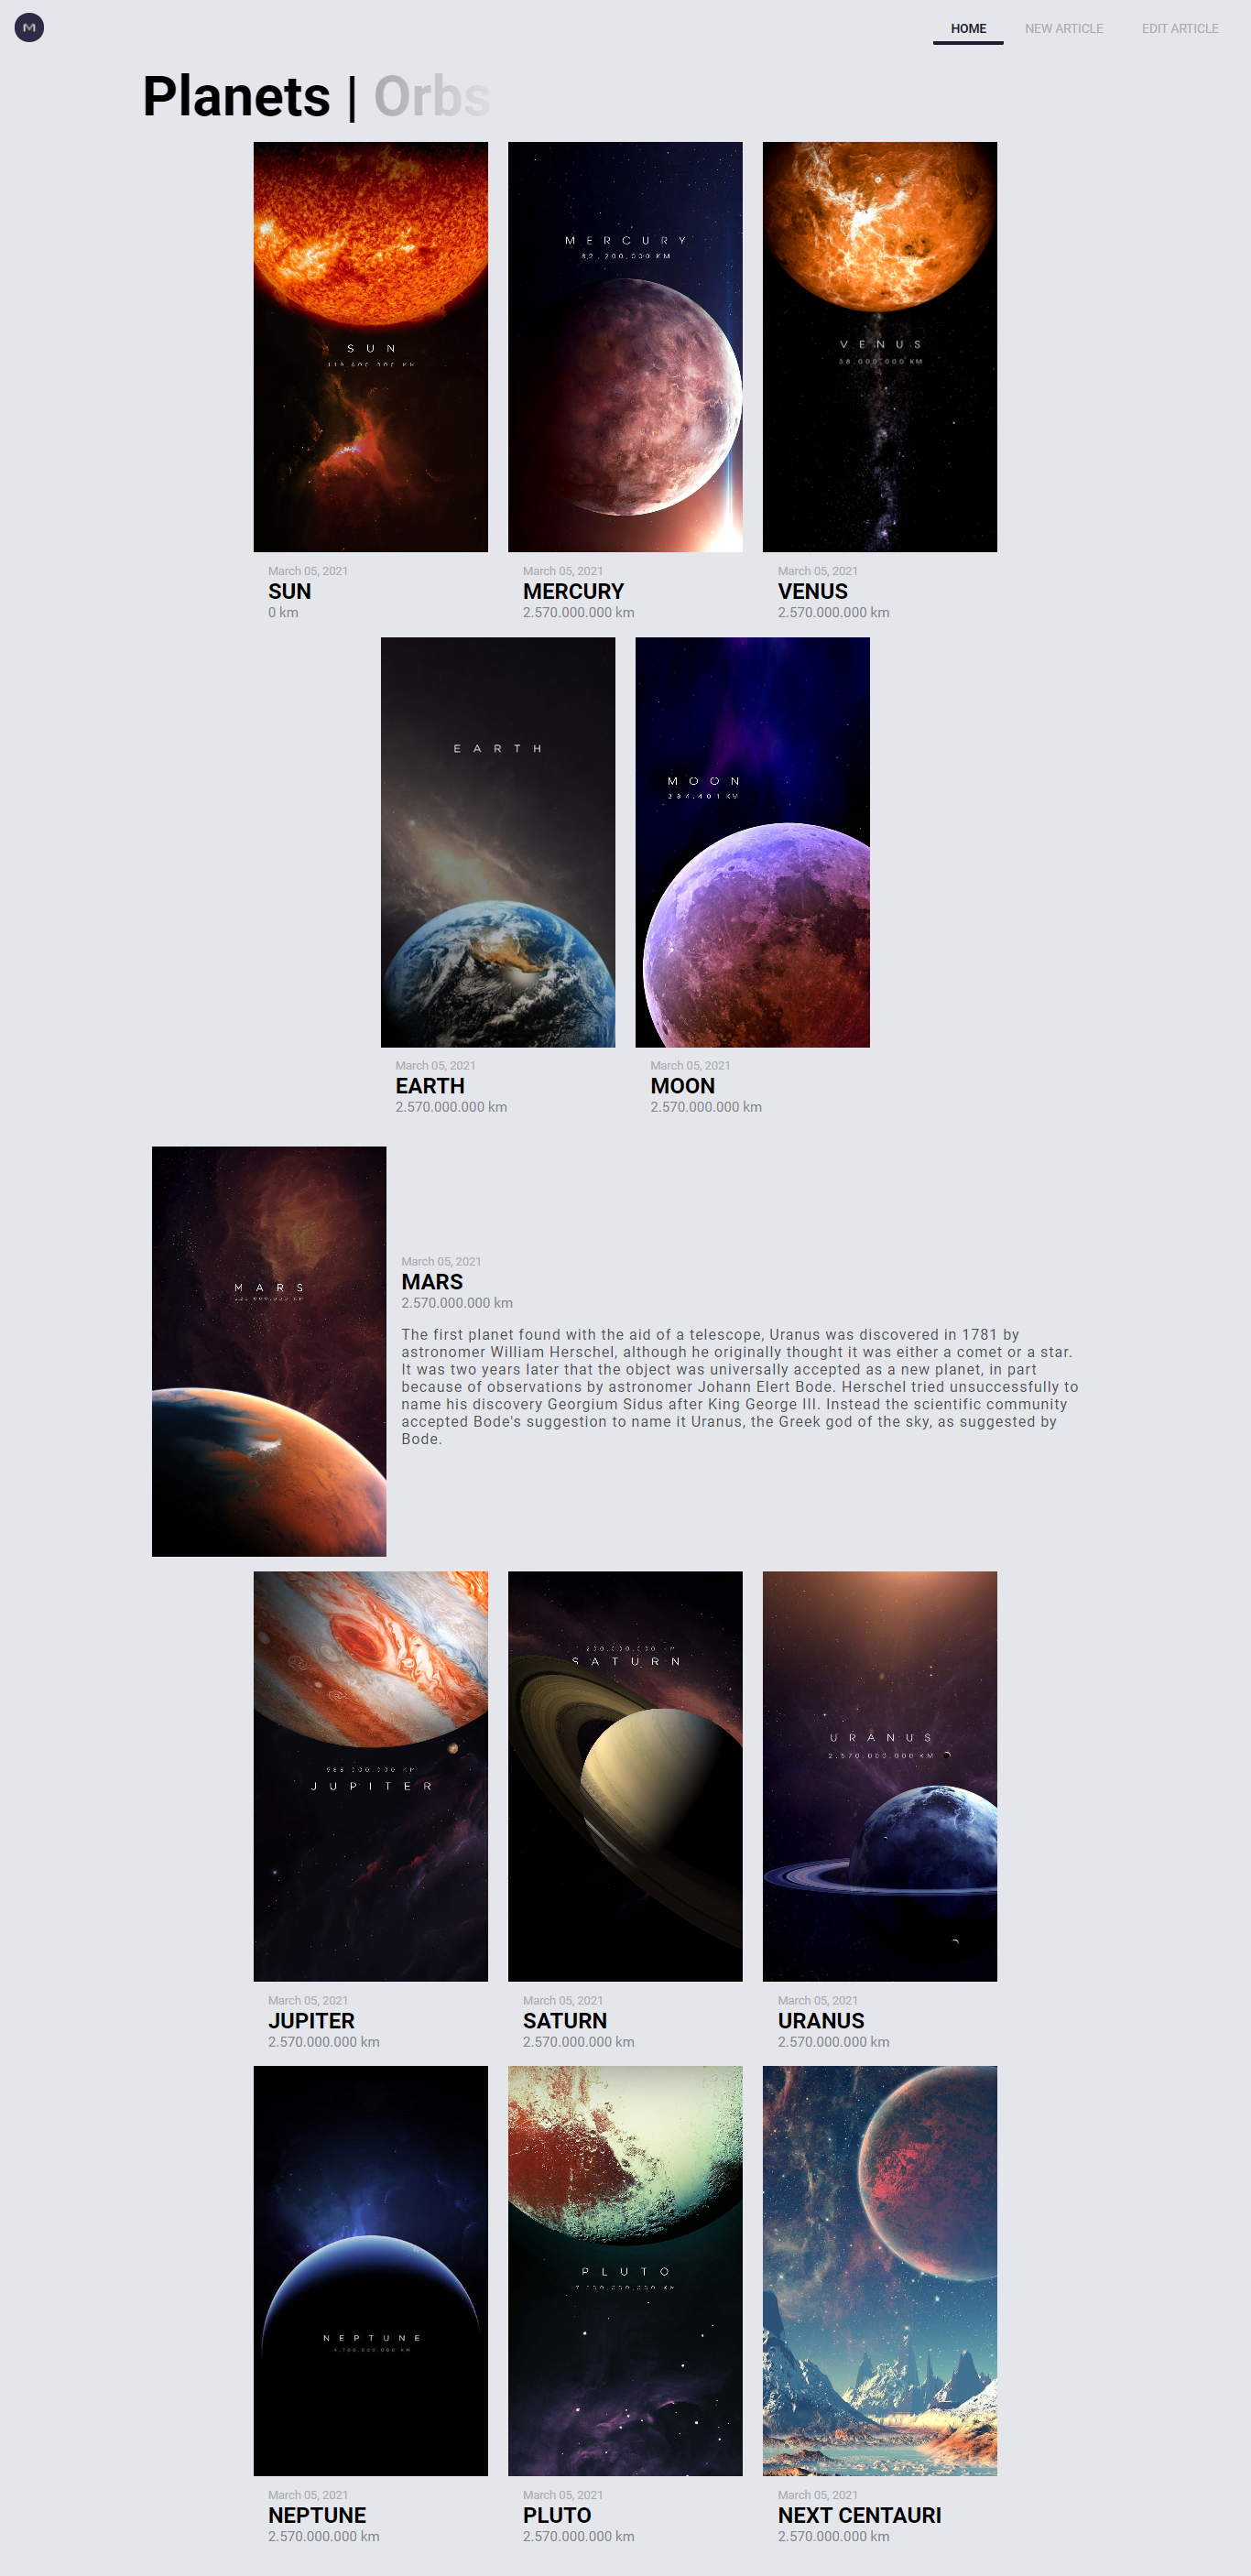 M
HOME NEW ARTICLE EDIT ARTICLE
Planets | Orbs
SUN
MERCURY
VENUS
38.000.000 KM
March 05, 2021
SUN
0 km
March 05, 2021
MERCURY
2.570.000.000 km
March 05, 2021
VENUS
2.570.000.000 km
EARTH
MOON
March 05, 2021
EARTH
2.570.000.000 km
March 05, 2021
MOON
2.570.000.000 km
MARS
March 05, 2021
MARS
2.570.000.000 km
The first planet found with the aid of a telescope, Uranus was discovered in 1781 by
astronomer William Herschel, although he originally thought it was either a comet or a star.
It was two years later that the object was universally accepted as a new planet, in part
because of observations by astronomer Johann Elert Bode. Herschel tried unsuccessfully to
name his discovery Georgium Sidus after King George III. Instead the scientific community
accepted Bode's suggestion to name it Uranus, the Greek god of the sky, as suggested by
Bode.
JUPITER
SATURN
URANUS
2.570.000.000 KM
March 05, 2021
JUPITER
2.570.000.000 km
March 05, 2021
SATURN
2.570.000.000 km
March 05, 2021
URANUS
2.570.000.000 km
NEPTUNE
PLUTO
March 05, 2021
NEPTUNE
2.570.000.000 km
March 05, 2021
PLUTO
2.570.000.000 km
March 05, 2021
NEXT CENTAURI
2.570.000.000 km